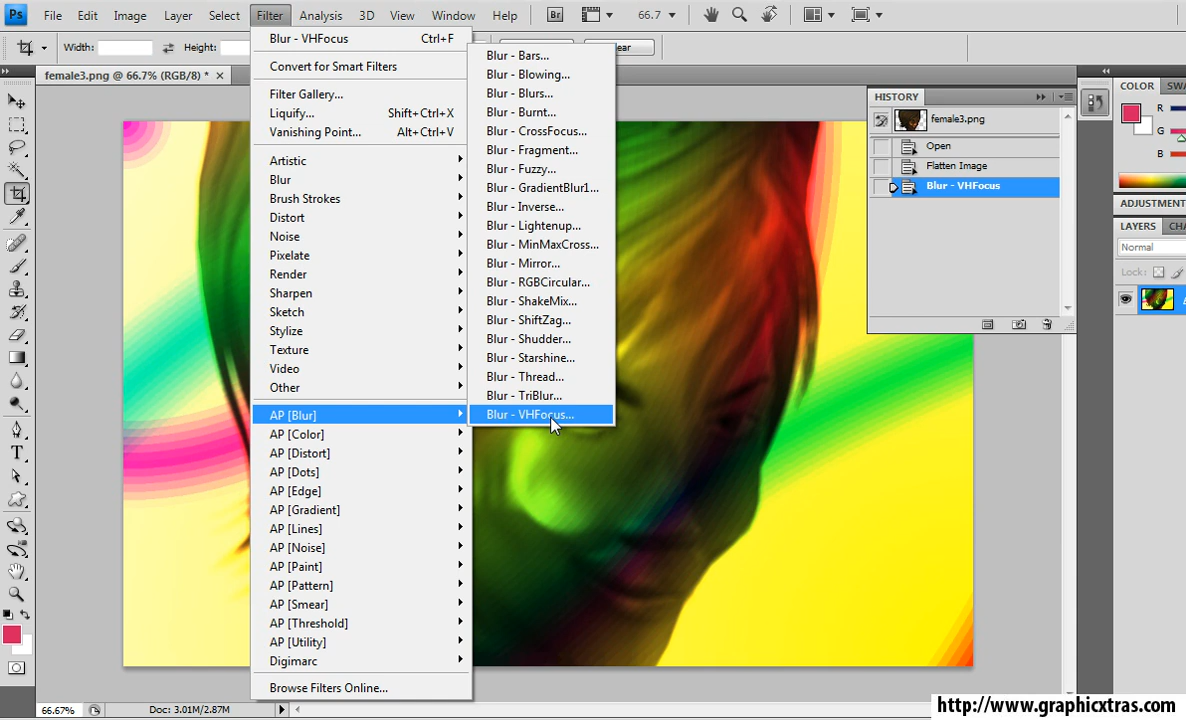 Ps Edit Image Layer Select Filter Analysis 3D View Window Help Br 66.7
Width: Height:
female3.png @ 66.7% (RGB/8) * ×
Blur - VHFocus Ctrl+F
Convert for Smart Filters
Filter Gallery...
Liquify... Shift+Ctrl+X
Vanishing Point... Alt+Ctrl+V
Artistic
Blur
Brush Strokes
Distort
Noise
Pixelate
Render
Sharpen
Sketch
Stylize
Texture
Video
Other
AP [Blur]
AP [Color]
AP [Distort]
AP [Dots]
AP [Edge]
AP [Gradient]
AP [Lines]
AP [Noise]
AP [Paint]
AP [Pattern]
AP [Smear]
AP [Threshold]
AP [Utility]
Digimarc
Browse Filters Online...
Blur - Bars...
Blur - Blowing...
Blur - Blurs...
Blur - Burnt...
Blur - CrossFocus...
Blur - Fragment...
Blur - Fuzzy...
Blur - GradientBlur1...
Blur - Inverse...
Blur - Lightenup...
Blur - MinMaxCross...
Blur - Mirror...
Blur - RGBCircular...
Blur - ShakeMix...
Blur - ShiftZag...
Blur - Shudder...
Blur - Starshine...
Blur - Thread...
Blur - TriBlur...
Blur - VHFocus...
HISTORY
female3.png
Open
Flatten Image
Blur - VHFocus
COLOR
R
G
B
LAYERS
Normal
Lock:
66.67% Doc: 3.01M/2.87M
http://www.graphicxtras.com